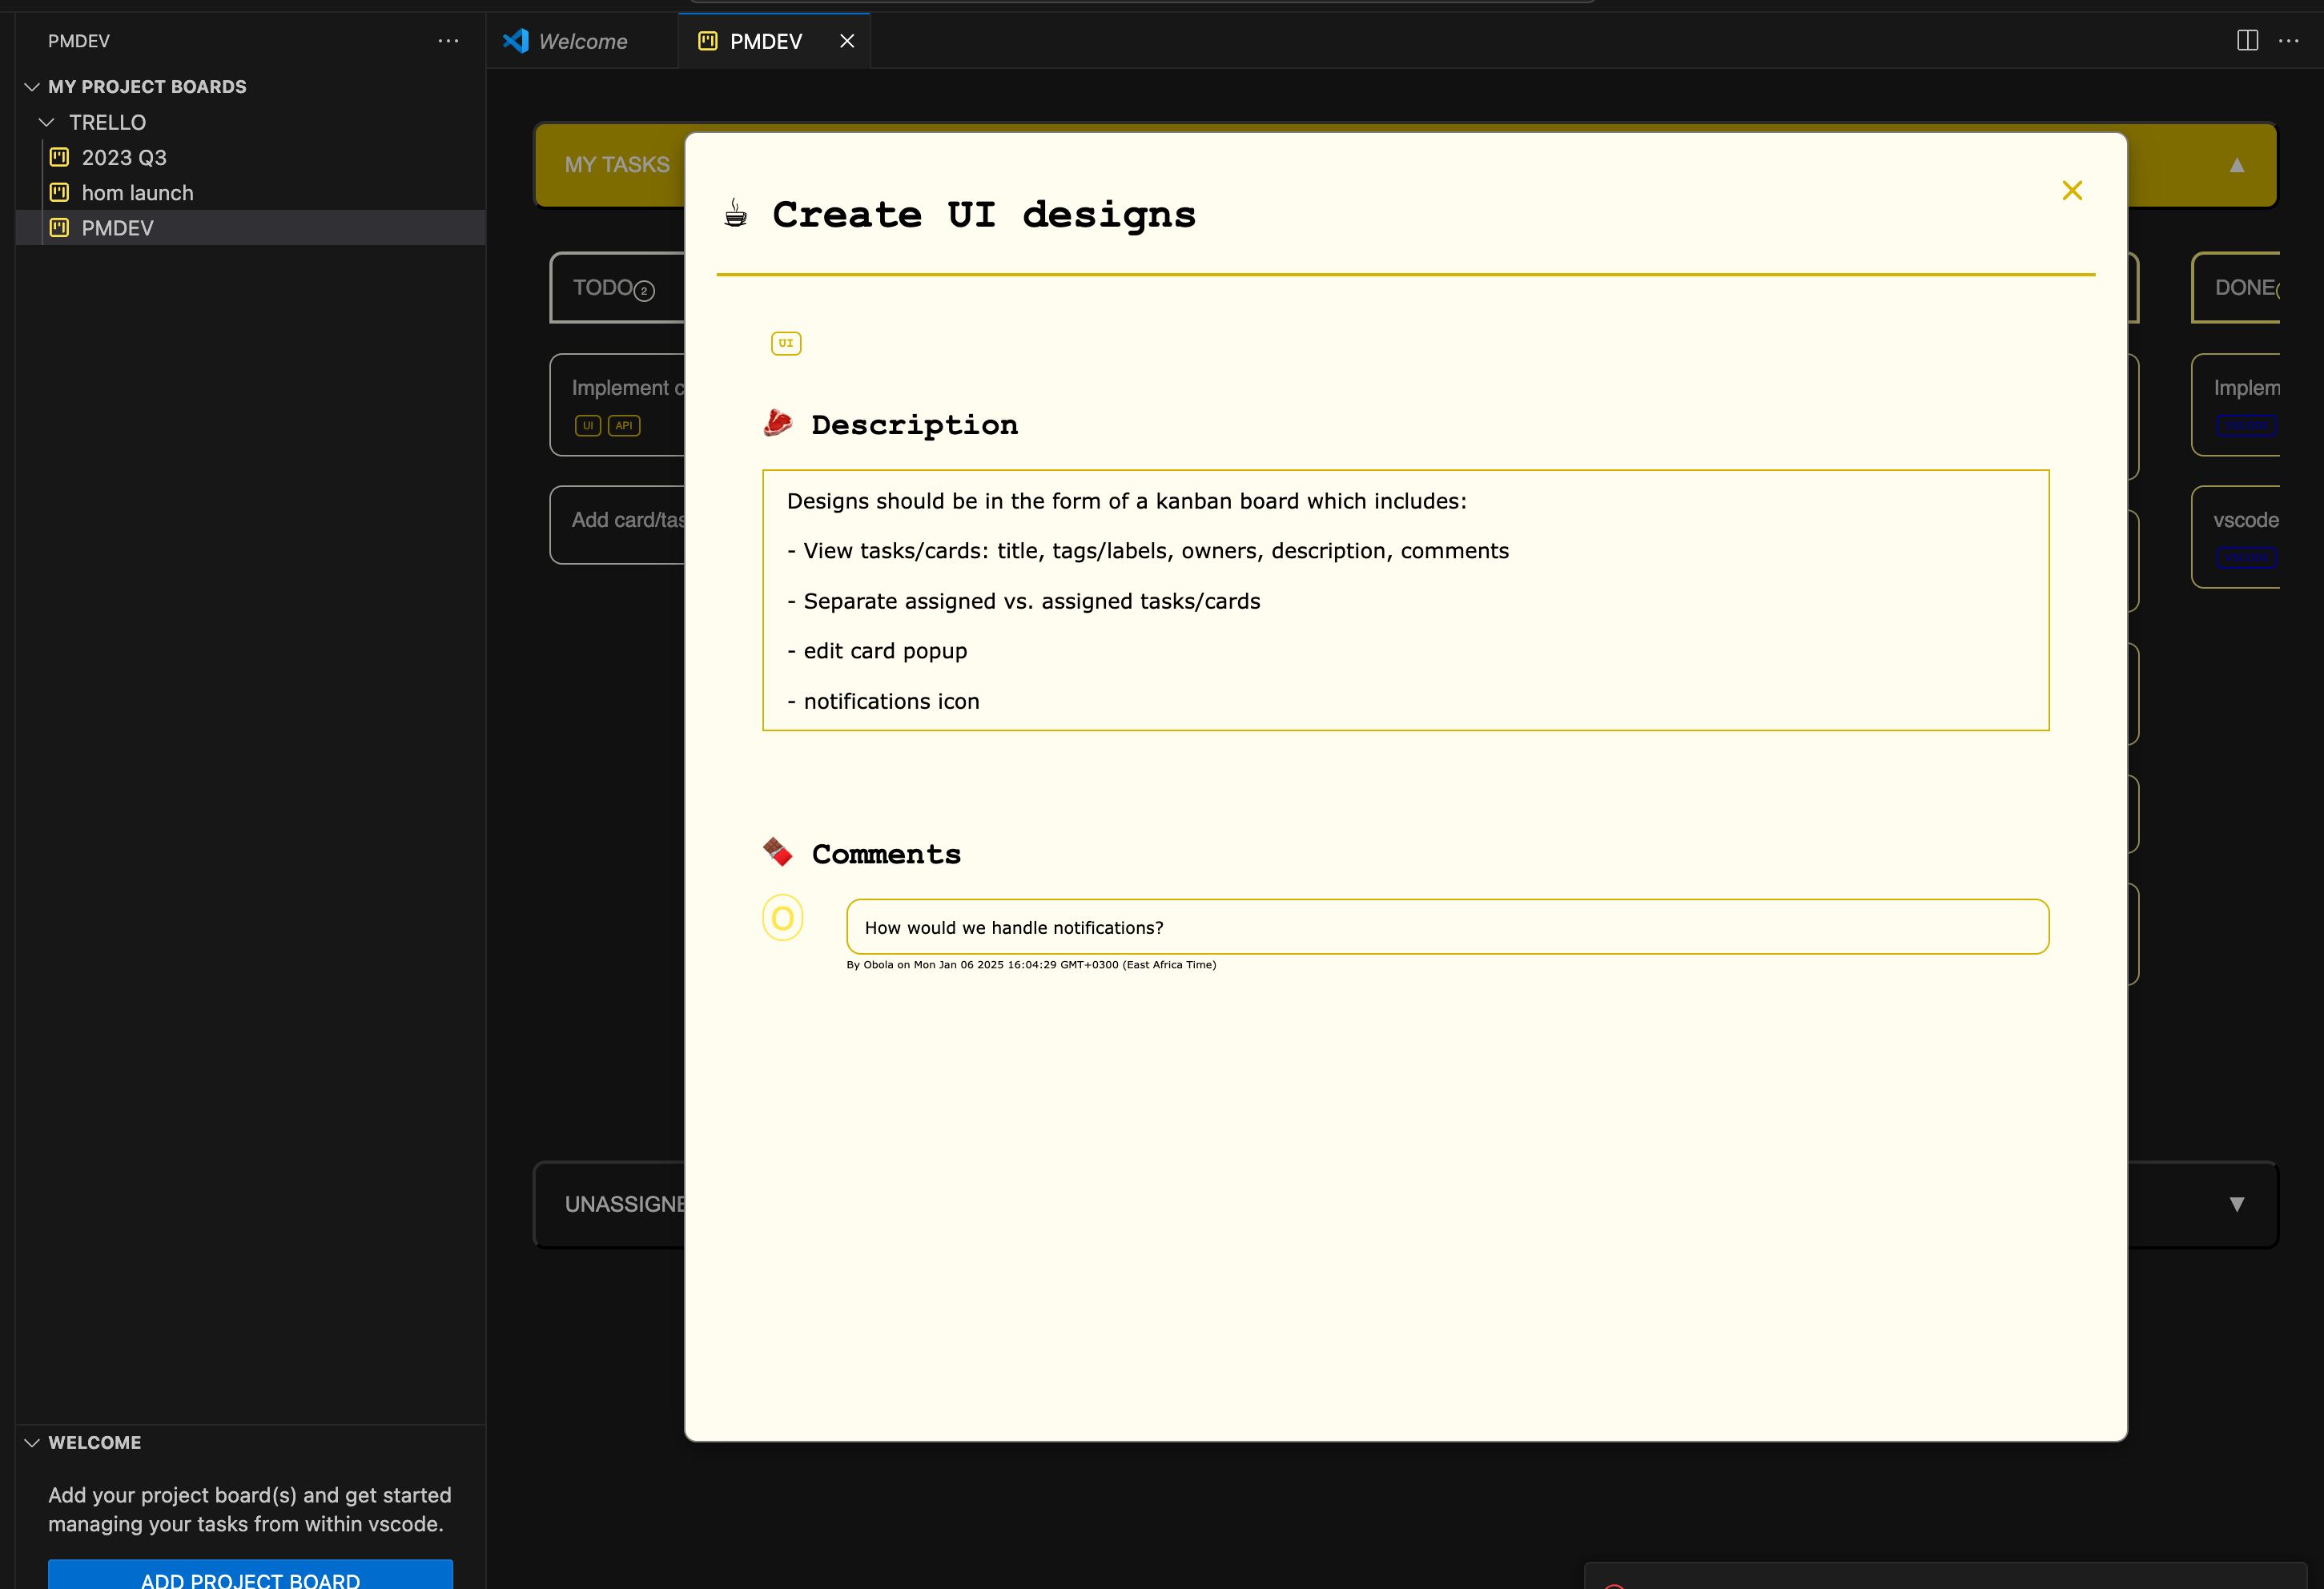 PMDEV
MY PROJECT BOARDS
TRELLO
2023 Q3
hom launch
PMDEV
WELCOME
Add your project board(s) and get started
managing your tasks from within vscode.
ADD PROJECT BOARD
Welcome
PMDEV
MY TASKS
TODO 2
Implement
UI API
Add
Create UI designs
UI
Description
Designs should be in the form of a kanban board which includes:
- View tasks/cards: title, tags/labels, owners, description, comments
- Separate assigned vs. assigned tasks/cards
- edit card popup
- notifications icon
Comments
O
How would we handle notifications?
By Obola on Mon Jan 06 2025 16:04:29 GMT+0300 (East Africa Time)
DONE
Implem
vscode
UNASSIGNE